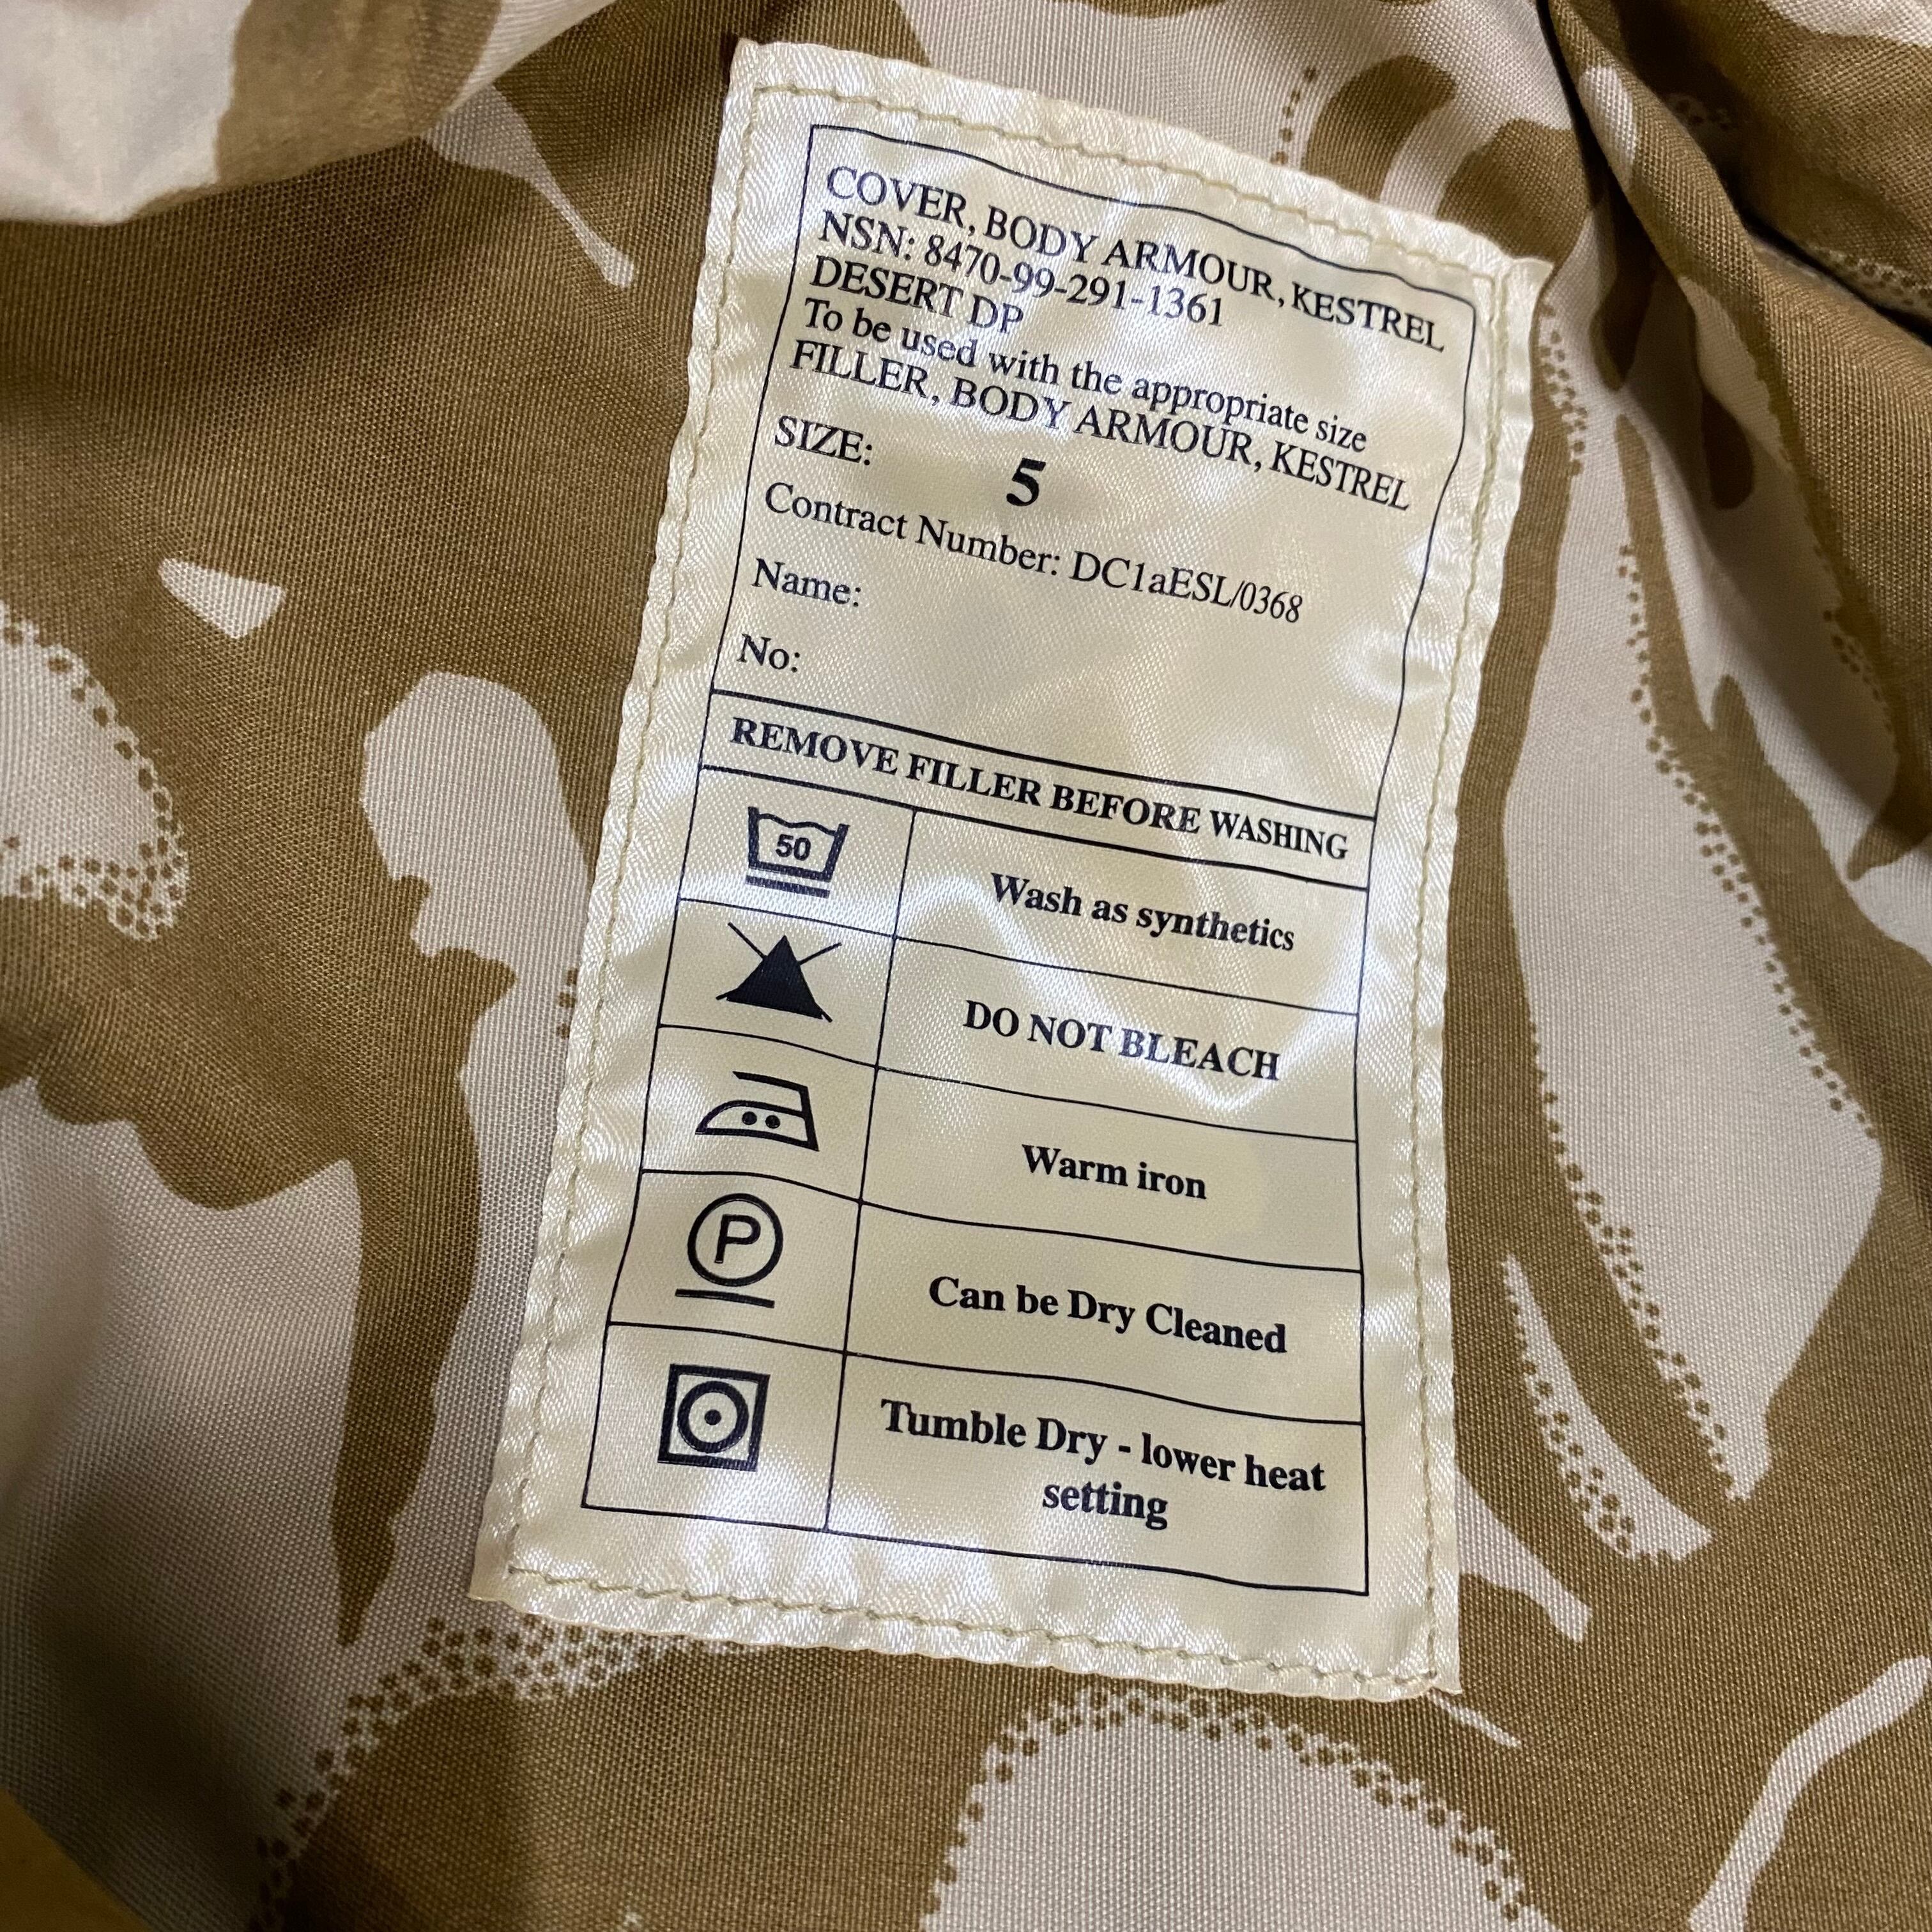 COVER, BODY ARMOUR, KESTREL
NSN: 8470-99-291-1361
DESERT DP
To be used with the appropriate size
FILLER, BODY ARMOUR, KESTREL
SIZE: 5
Contract Number: DC1aESL/0368
Name:
No:
REMOVE FILLER BEFORE WASHING
50 Wash as synthetics
DO NOT BLEACH
Warm iron
P Can be Dry Cleaned
Tumble Dry - lower heat
setting